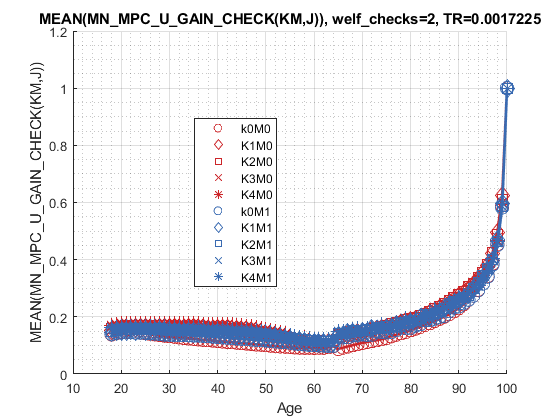 MEAN(MN_MPC_U_GAIN_CHECK(KM,J)), welf_checks=2, TR=0.0017225
MEAN(MN_MPC_U_GAIN_CHECK(KM,J))
1.2
1
0.8
0.6
0.4
0.2
0
k0M0
K1M0
K2M0
K3M0
K4M0
k0M1
K1M1
K2M1
K3M1
K4M1
10 20 30 40 50 60 70 80 90 100
Age